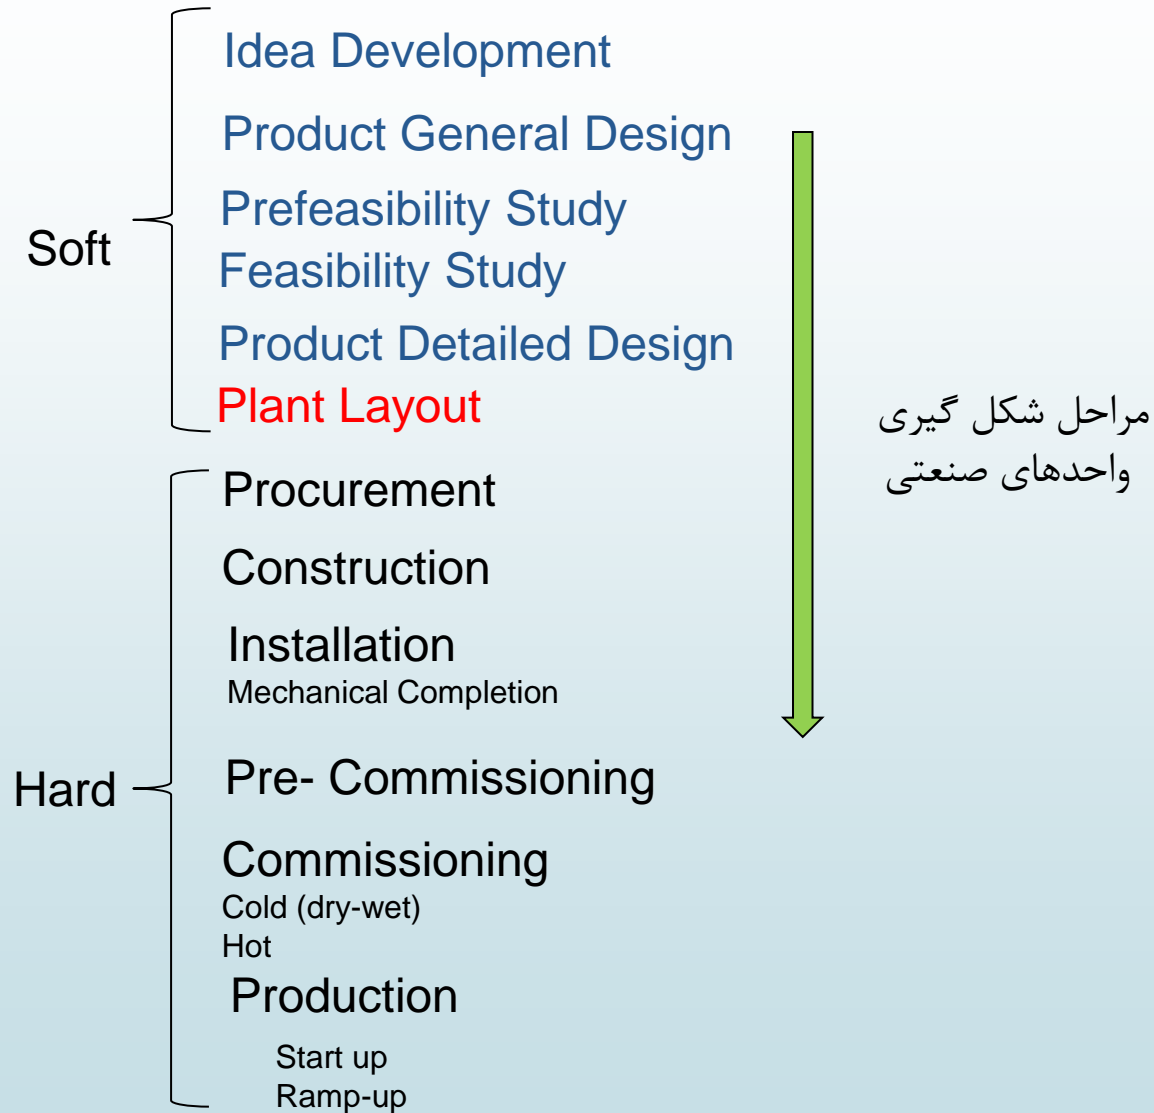 Idea Development
Product General Design
Prefeasibility Study
Soft
Feasibility Study
Product Detailed Design
Plant Layout
مراحل شکل گیری
واحدهای صنعتی
Procurement
Construction
Installation
Mechanical Completion
Hard
Pre- Commissioning
Commissioning
Cold (dry-wet)
Hot
Production
Start up
Ramp-up